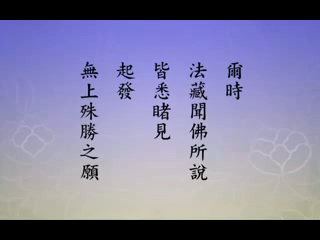 爾時
法藏聞佛所說
皆悉睹見
起發
無上殊勝之願